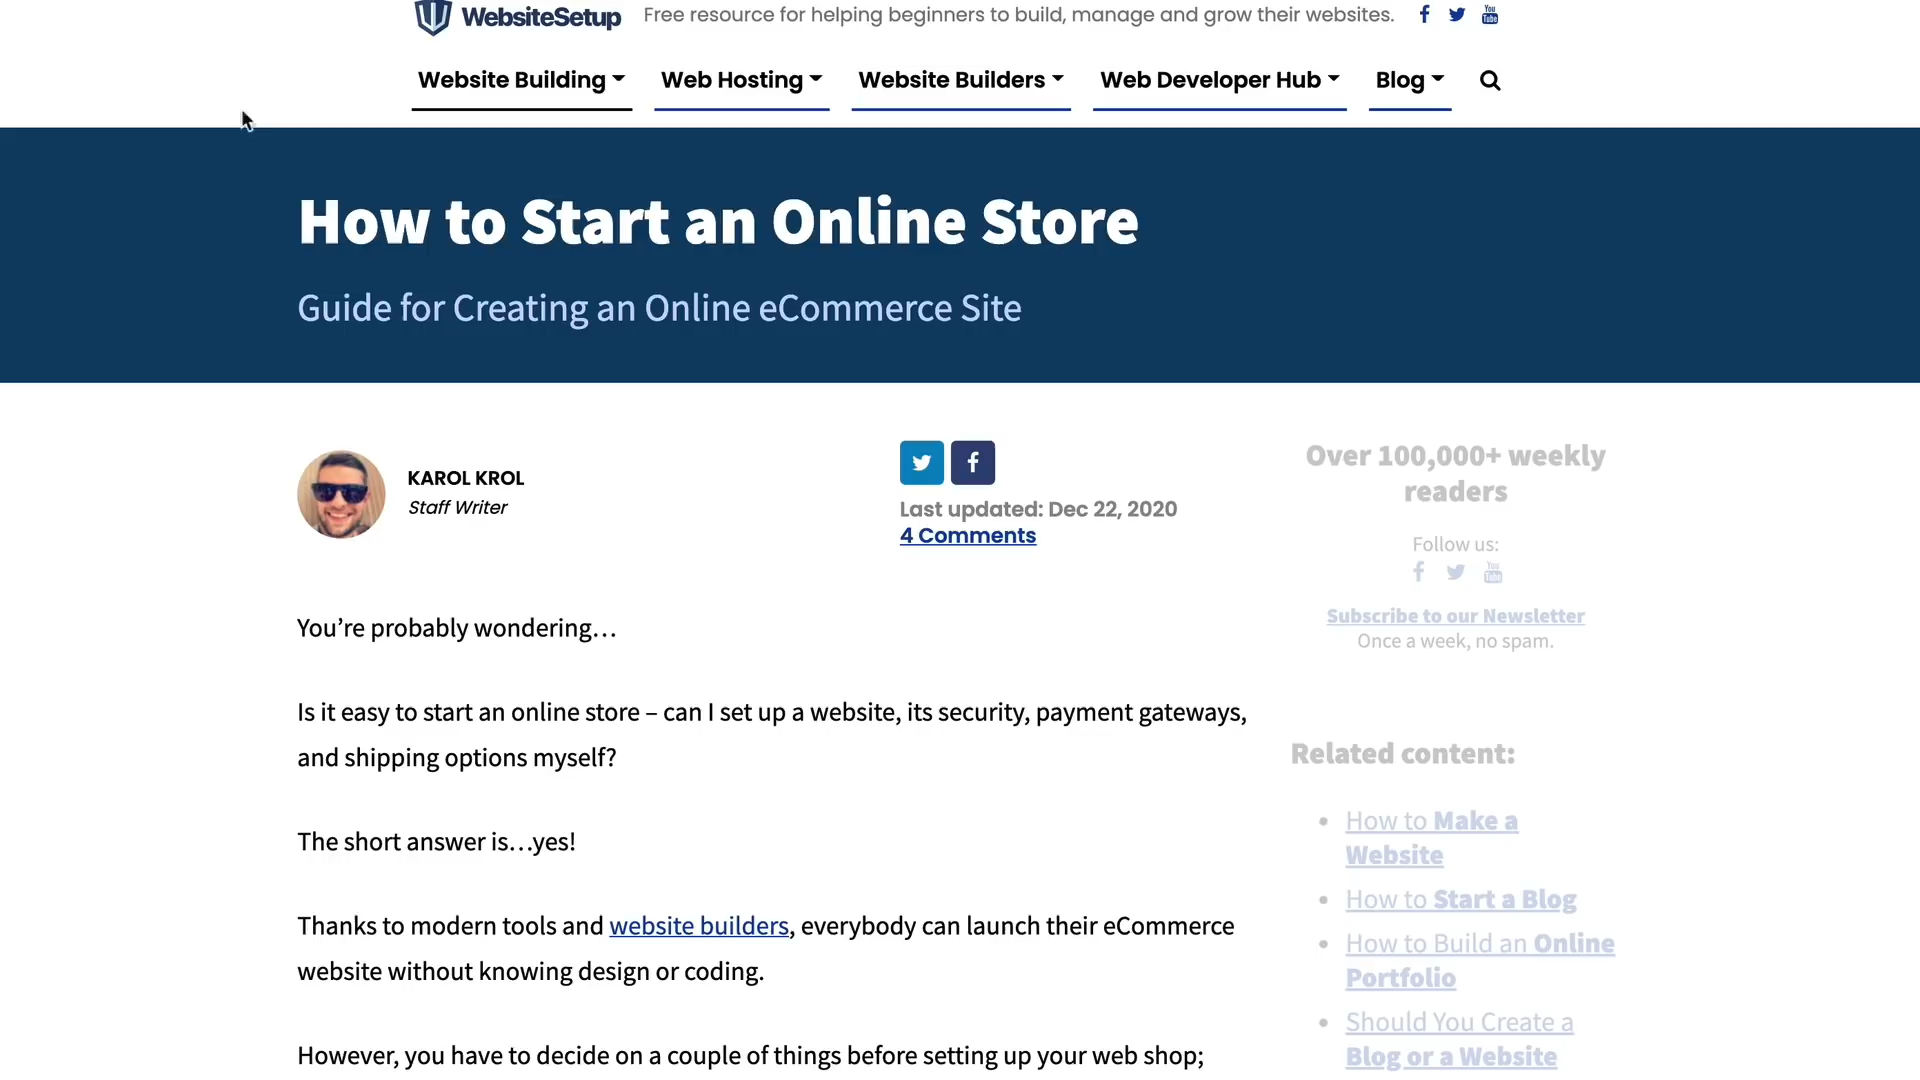 WebsiteSetup Free resource for helping beginners to build, manage and grow their websites.
Website Building Web Hosting Website Builders Web Developer Hub Blog
How to Start an Online Store
Guide for Creating an Online eCommerce Site
KAROL KROL
Staff Writer
Last updated: Dec 22, 2020
4 Comments
You’re probably wondering…
Is it easy to start an online store – can I set up a website, its security, payment gateways,
and shipping options myself?
The short answer is…yes!
Thanks to modern tools and website builders, everybody can launch their eCommerce
website without knowing design or coding.
However, you have to decide on a couple of things before setting up your web shop;
Over 100,000+ weekly
readers
Follow us:
You Tube
Subscribe to our Newsletter
Once a week, no spam.
Related content:
How to Make a
Website
How to Start a Blog
How to Build an Online
Portfolio
Should You Create a
Blog or a Website